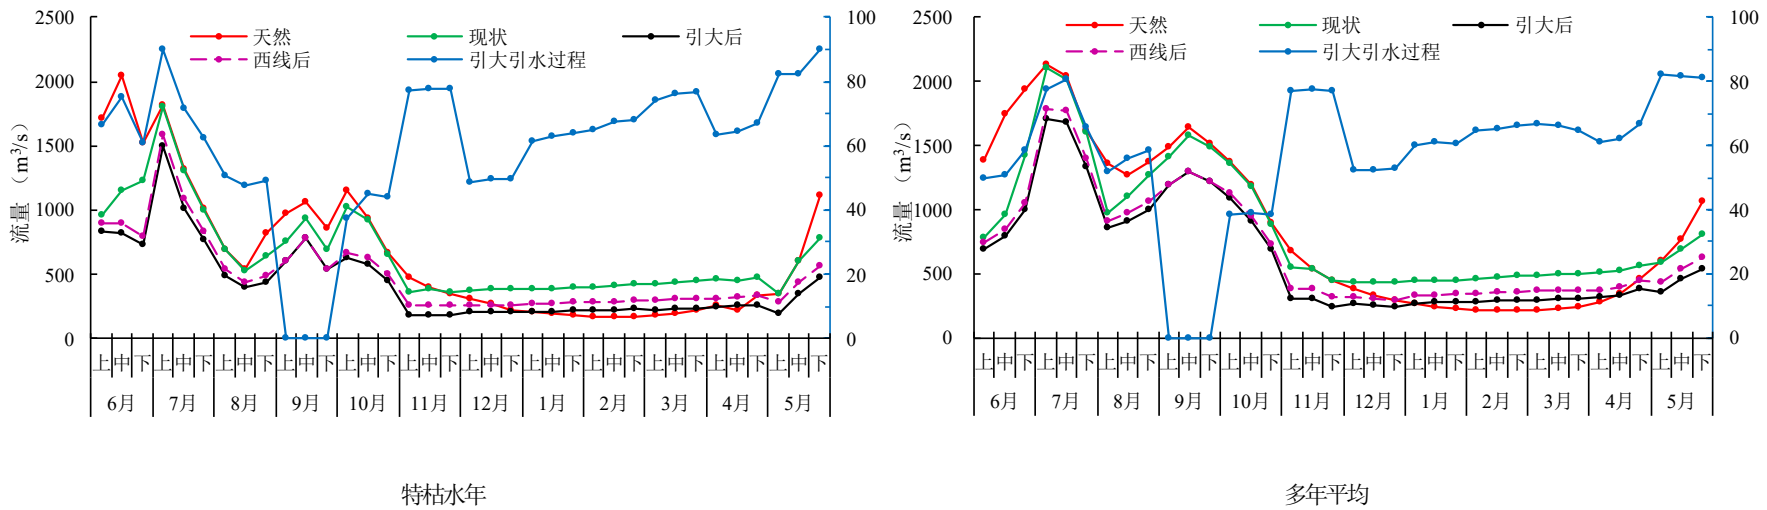 2500
2000
1500
1000
500
0
流量（m³/s）
100
80
60
40
20
0
天然
现状
引大后
西线后
引大引水过程
上 中 下 上 中 下 上 中 下 上 中 下 上 中 下 上 中 下 上 中 下 上 中 下 上 中 下 上 中 下 上 中 下 上 中 下
6月 7月 8月 9月 10月 11月 12月 1月 2月 3月 4月 5月
特枯水年
2500
2000
1500
1000
500
0
流量（m³/s）
100
80
60
40
20
0
天然
现状
引大后
西线后
引大引水过程
上 中 下 上 中 下 上 中 下 上 中 下 上 中 下 上 中 下 上 中 下 上 中 下 上 中 下 上 中 下 上 中 下 上 中 下
6月 7月 8月 9月 10月 11月 12月 1月 2月 3月 4月 5月
多年平均